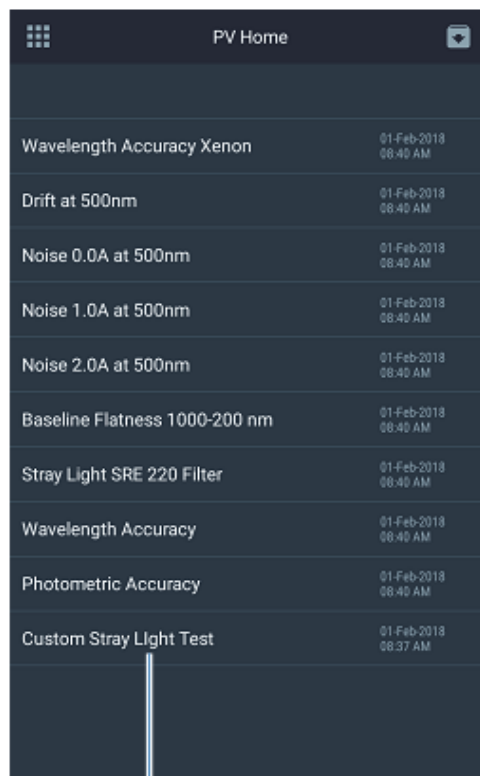 PV Home
Wavelength Accuracy Xenon
01-Feb-2018
08:40 AM
Drift at 500nm
01-Feb-2018
08:40 AM
Noise 0.0A at 500nm
01-Feb-2018
08:40 AM
Noise 1.0A at 500nm
01-Feb-2018
08:40 AM
Noise 2.0A at 500nm
01-Feb-2018
08:40 AM
Baseline Flatness 1000-200 nm
01-Feb-2018
08:40 AM
Stray Light SRE 220 Filter
01-Feb-2018
08:40 AM
Wavelength Accuracy
01-Feb-2018
08:40 AM
Photometric Accuracy
01-Feb-2018
08:40 AM
Custom Stray LIght Test
01-Feb-2018
08:37 AM